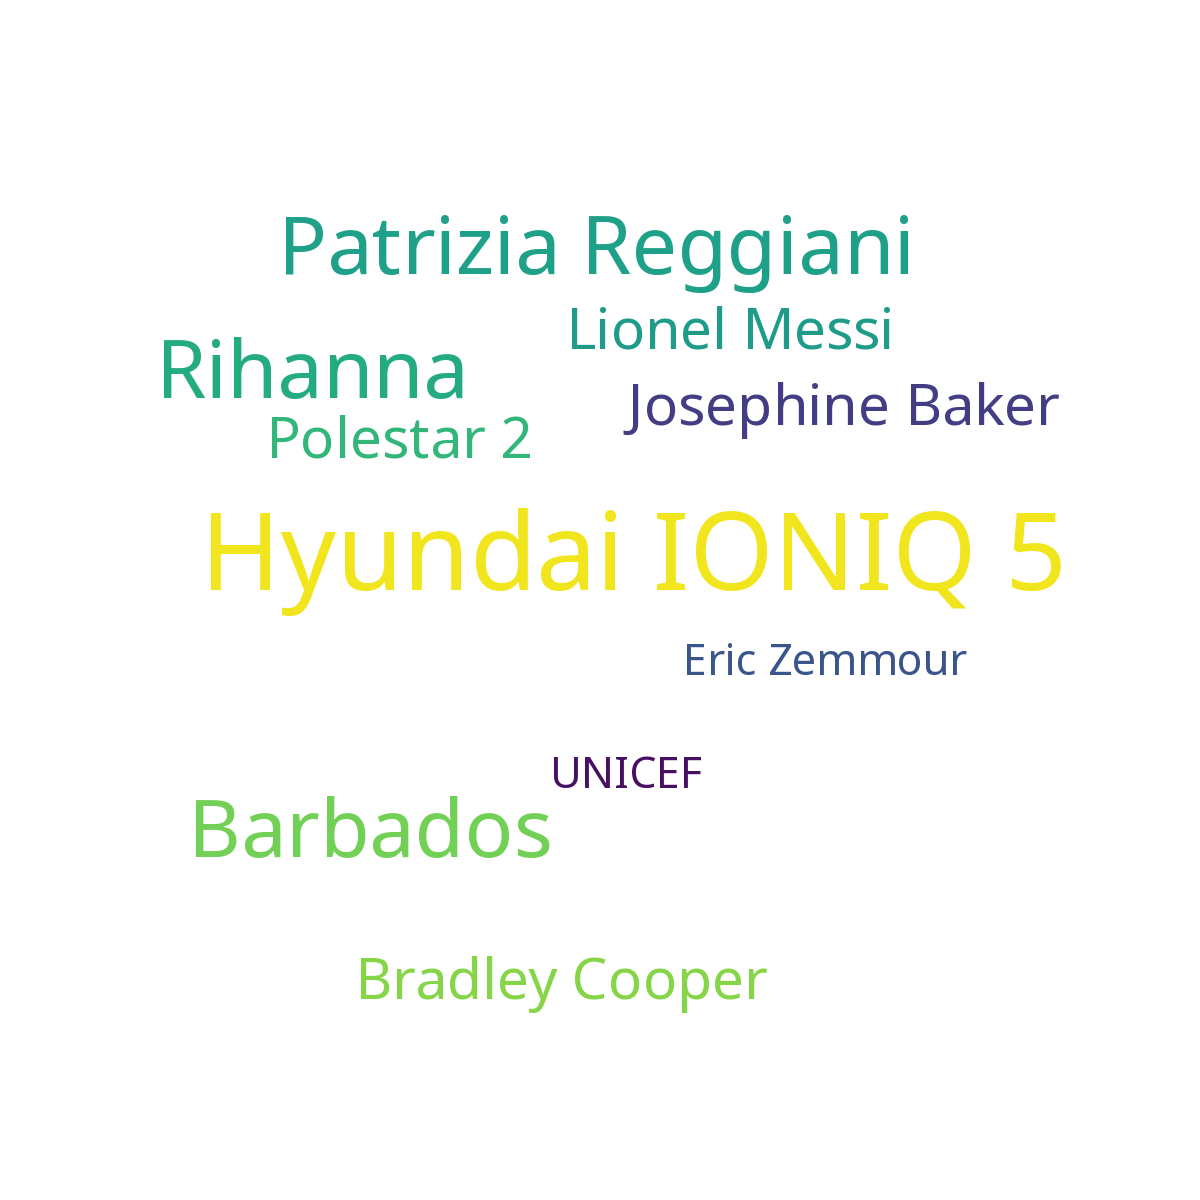 Patrizia Reggiani
Lionel Messi
Rihanna
Josephine Baker
Polestar 2
Hyundai IONIQ 5
Eric Zemmour
UNICEF
Barbados
Bradley Cooper